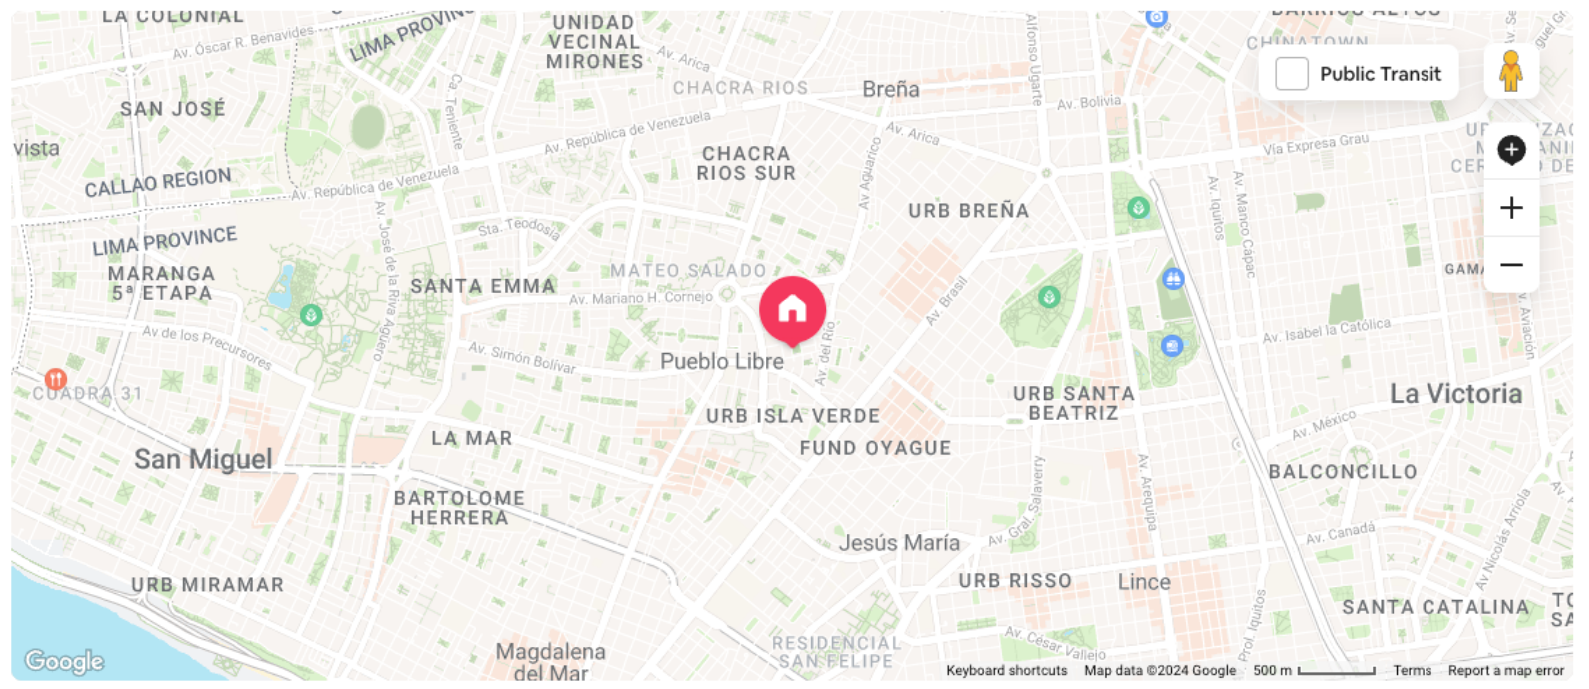 LA COLONIAL
Av. Óscar R. Benavides
LIMA PROVINC
UNIDAD
VECINAL
MIRONES
Av. Arica
Ca. Teniente
CHACRA RIOS
Breña
Alfonso Ugarte
Av. Bolivia
CHINATOWN
Public Transit
SAN JOSÉ
vista
Av. República de Venezuela
Av. Arica
Vía Expresa Grau
CHACRA
RIOS SUR
CALLAO REGION
Av. República de Venezuela
Av Aguarico
URB BREÑA
Av. Iquitos
Av. Manco Cápac
LIMA PROVINCE
Av. José de la Riva Agüero
Sta. Teodosia
MARANGA
5ª ETAPA
SANTA EMMA
MATEO SALADO
Av. Mariano H. Cornejo
Av. Brasil
GAMA
Av. de los Precursores
Av. Simón Bolívar
Pueblo Libre
Av. del Río
Av. Isabel la Católica
Aviación
CUADRA 31
URB ISLA VERDE
URB SANTA
BEATRIZ
La Victoria
Av. México
LA MAR
FUND OYAGUE
San Miguel
BALCONCILLO
BARTOLOME
HERRERA
Av. Gral. Salaverry
Av. Arequipa
Av. Canadá
Av Nicolás Arriola
Jesús María
URB MIRAMAR
URB RISSO
Lince
SANTA CATALINA
Prol. Iquitos
Magdalena
del Mar
RESIDENCIAL
SAN FELIPE
Av. César Vallejo
Google
Keyboard shortcuts
Map data ©2024 Google
500 m
Terms
Report a map error